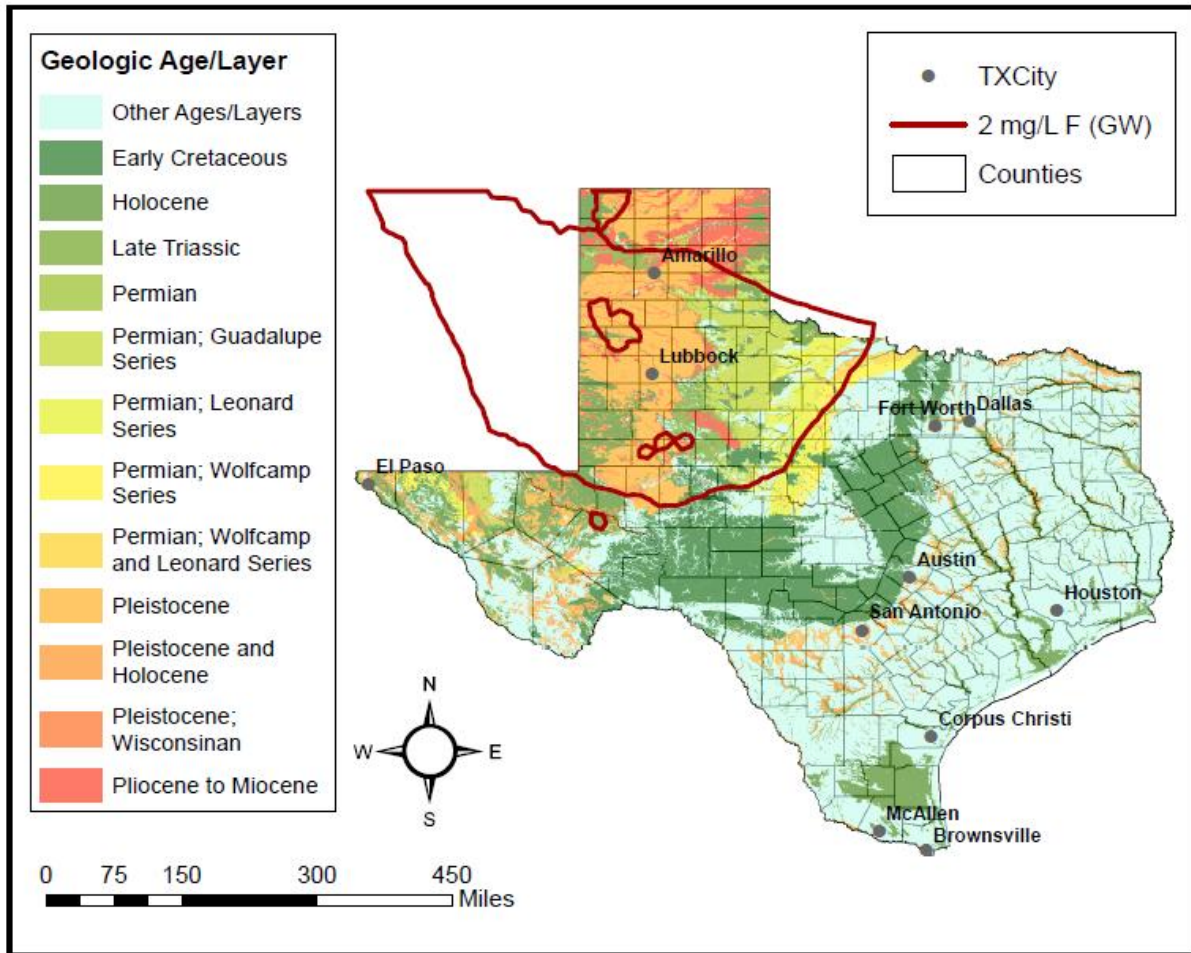 Geologic Age/Layer
Other Ages/Layers
Early Cretaceous
Holocene
Late Triassic
Permian
Permian; Guadalupe
Series
Permian; Leonard
Series
Permian; Wolfcamp
Series
Permian; Wolfcamp
and Leonard Series
Pleistocene
Pleistocene and
Holocene
Pleistocene;
Wisconsinan
Pliocene to Miocene
TXCity
2 mg/L F (GW)
Counties
Amarillo
Lubbock
Fort Worth
Dallas
El Paso
Austin
Houston
San Antonio
Corpus Christi
McAllen
Brownsville
N
W
E
S
0 75 150 300 450
Miles